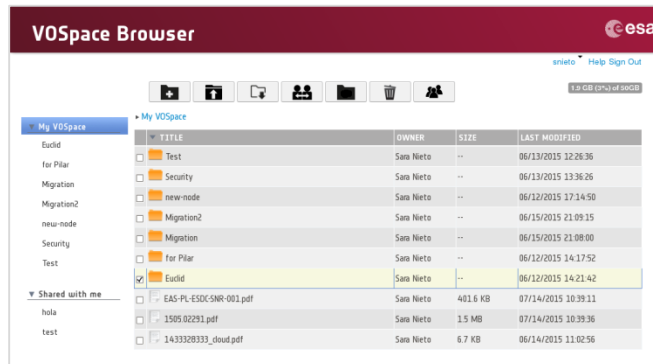 VOSpace Browser
esa
snieto Help Sign Out
1.9 GB (3%) of 50GB
My VOSpace
Euclid
for Pilar
Migration
Migration2
new-node
Security
Test
Shared with me
hola
test
My VOSpace
TITLE OWNER SIZE LAST MODIFIED
Test Sara Nieto -- 06/13/2015 12:26:36
Security Sara Nieto -- 06/13/2015 13:36:26
new-node Sara Nieto -- 06/12/2015 17:14:50
Migration2 Sara Nieto -- 06/15/2015 21:09:15
Migration Sara Nieto -- 06/15/2015 21:08:00
for Pilar Sara Nieto -- 06/12/2015 14:17:52
Euclid Sara Nieto -- 06/12/2015 14:21:42
EAS-PL-ESDC-SNR-001.pdf Sara Nieto 401.6 KB 07/14/2015 10:39:11
1505.02291.pdf Sara Nieto 1.5 MB 07/14/2015 10:39:36
1433328333_cloud.pdf Sara Nieto 6.7 KB 06/14/2015 11:02:56